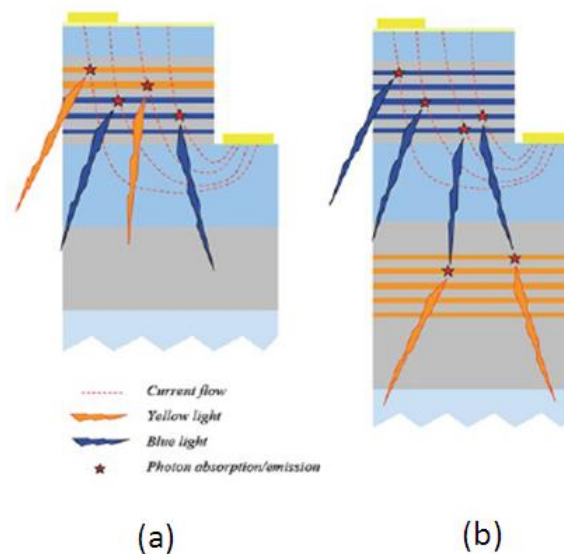 Current flow
Yellow light
Blue light
Photon absorption/emission
(a)
(b)